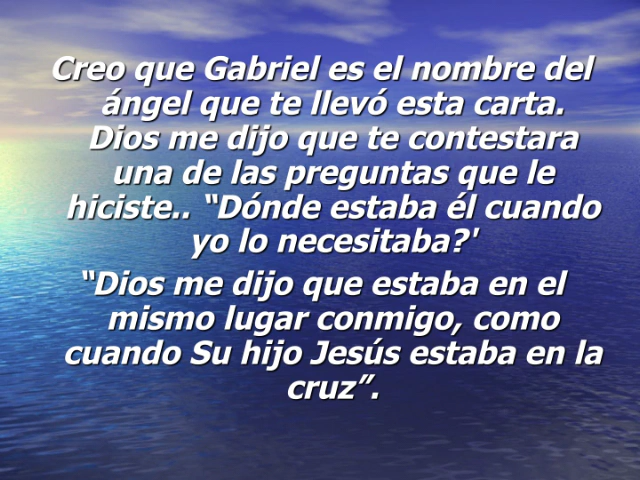 Creo que Gabriel es el nombre del
ángel que te llevó esta carta.
Dios me dijo que te contestara
una de las preguntas que le
hiciste.. “Dónde estaba él cuando
yo lo necesitaba?'
“Dios me dijo que estaba en el
mismo lugar conmigo, como
cuando Su hijo Jesús estaba en la
cruz”.